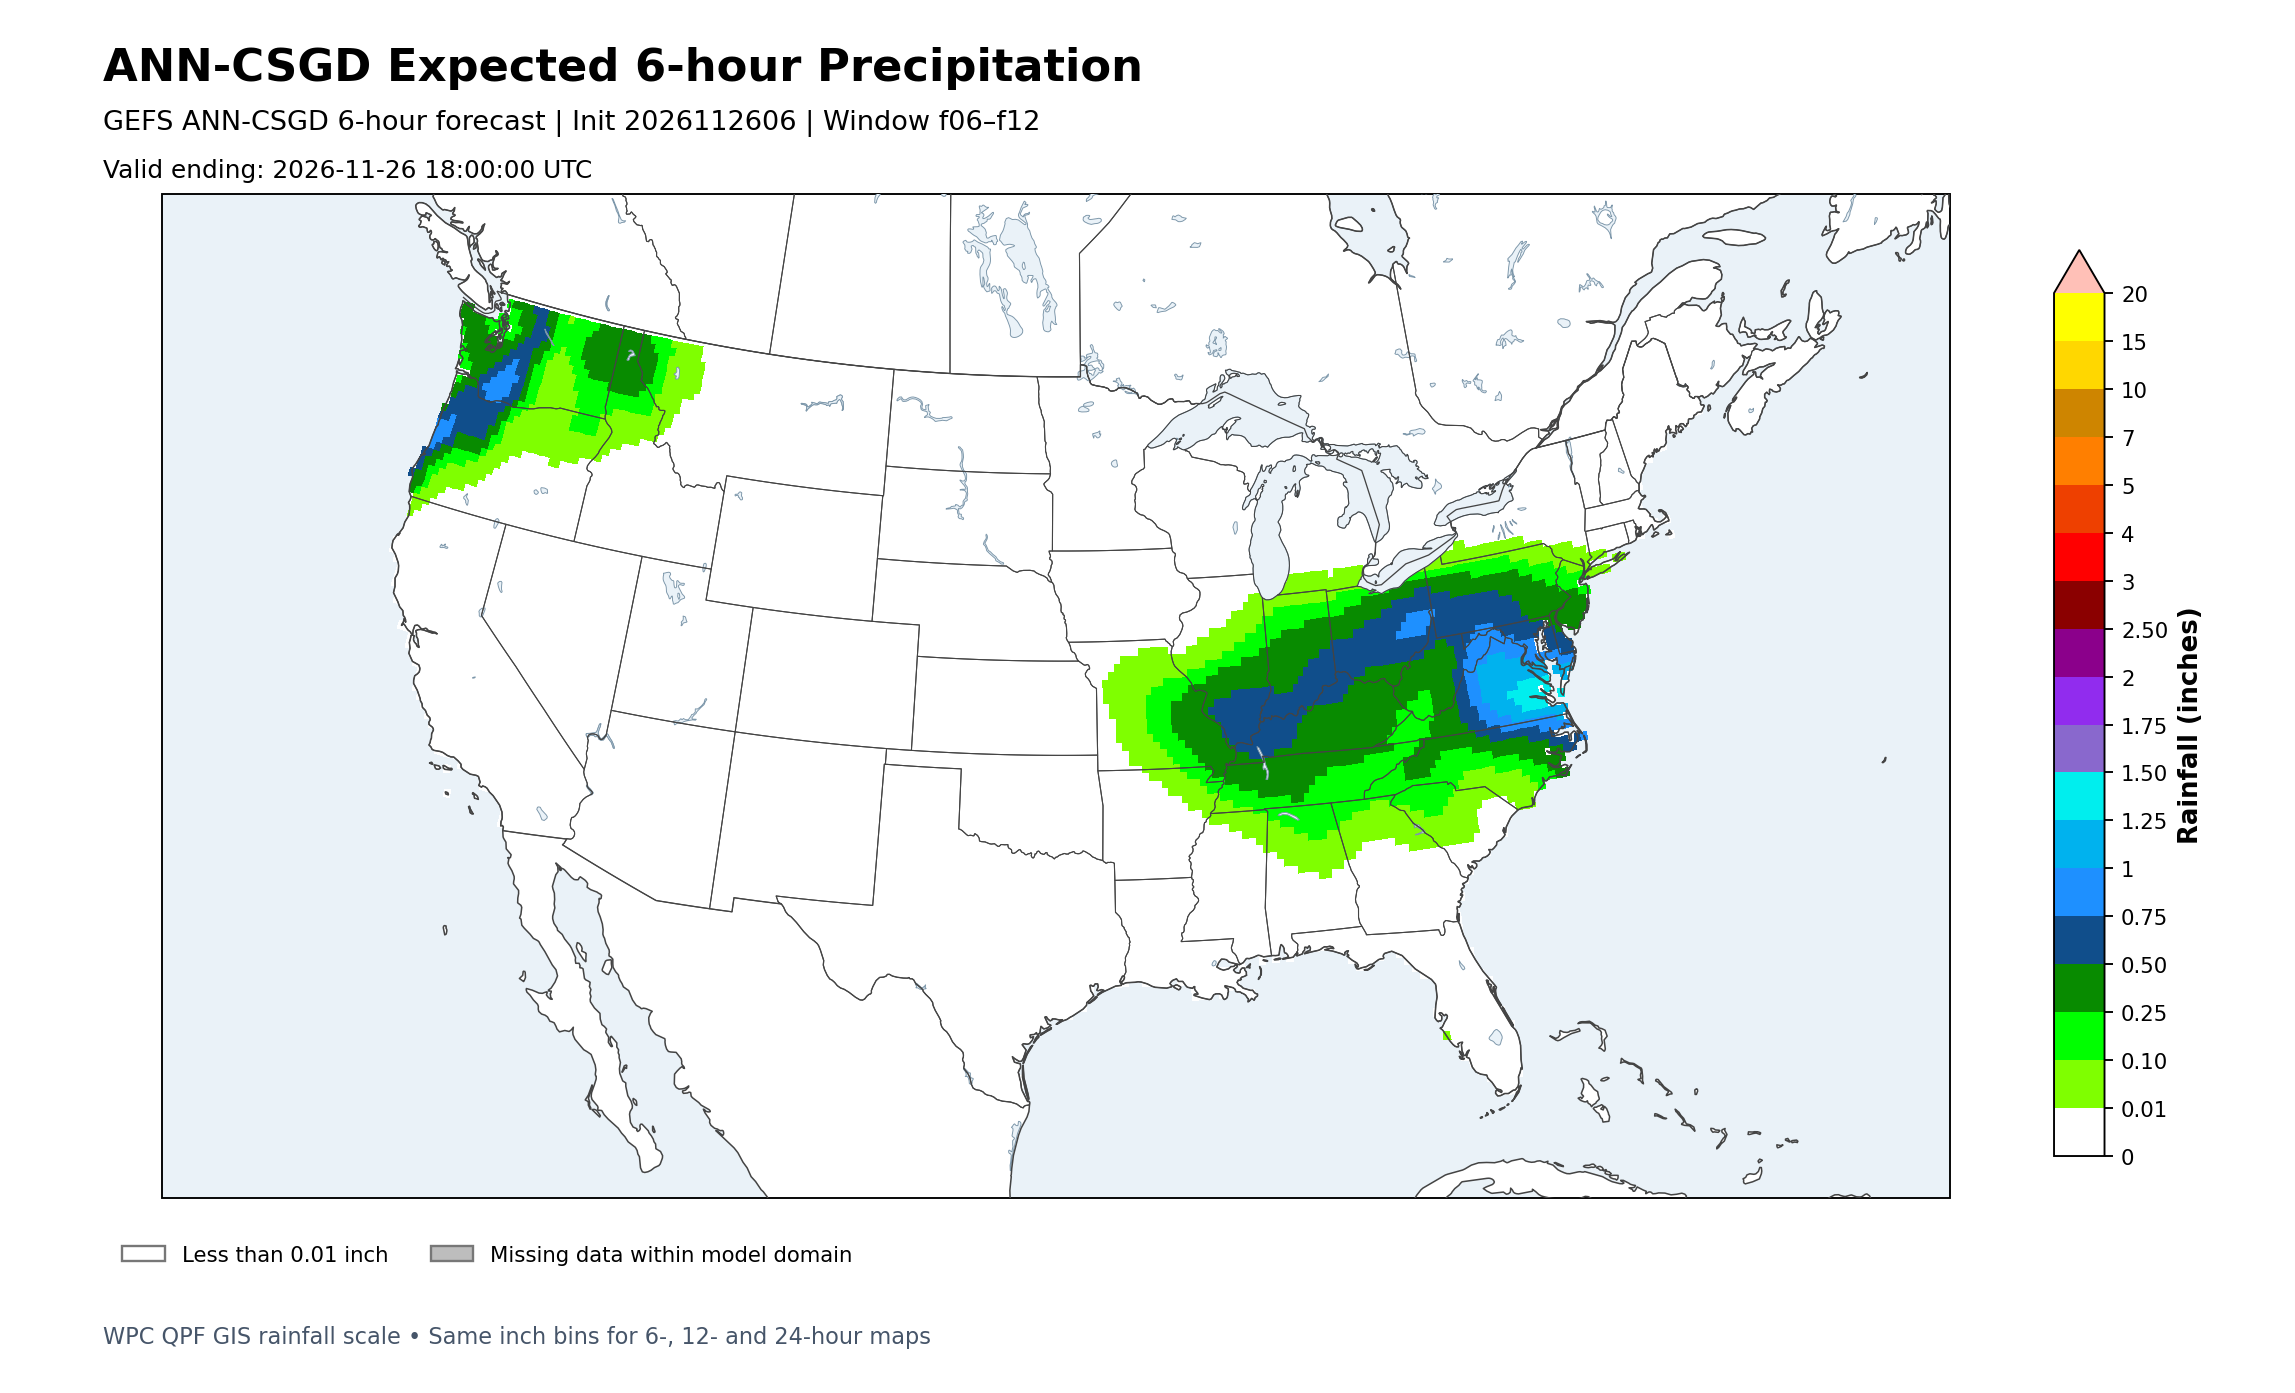 ANN-CSGD Expected 6-hour Precipitation
GEFS ANN-CSGD 6-hour forecast | Init 2026112606 | Window f06–f12
Valid ending: 2026-11-26 18:00:00 UTC
20
15
10
7
5
4
3
2.50
2
1.75
1.50
1.25
1
0.75
0.50
0.25
0.10
0.01
0
Rainfall (inches)
Less than 0.01 inch
Missing data within model domain
WPC QPF GIS rainfall scale • Same inch bins for 6-, 12- and 24-hour maps